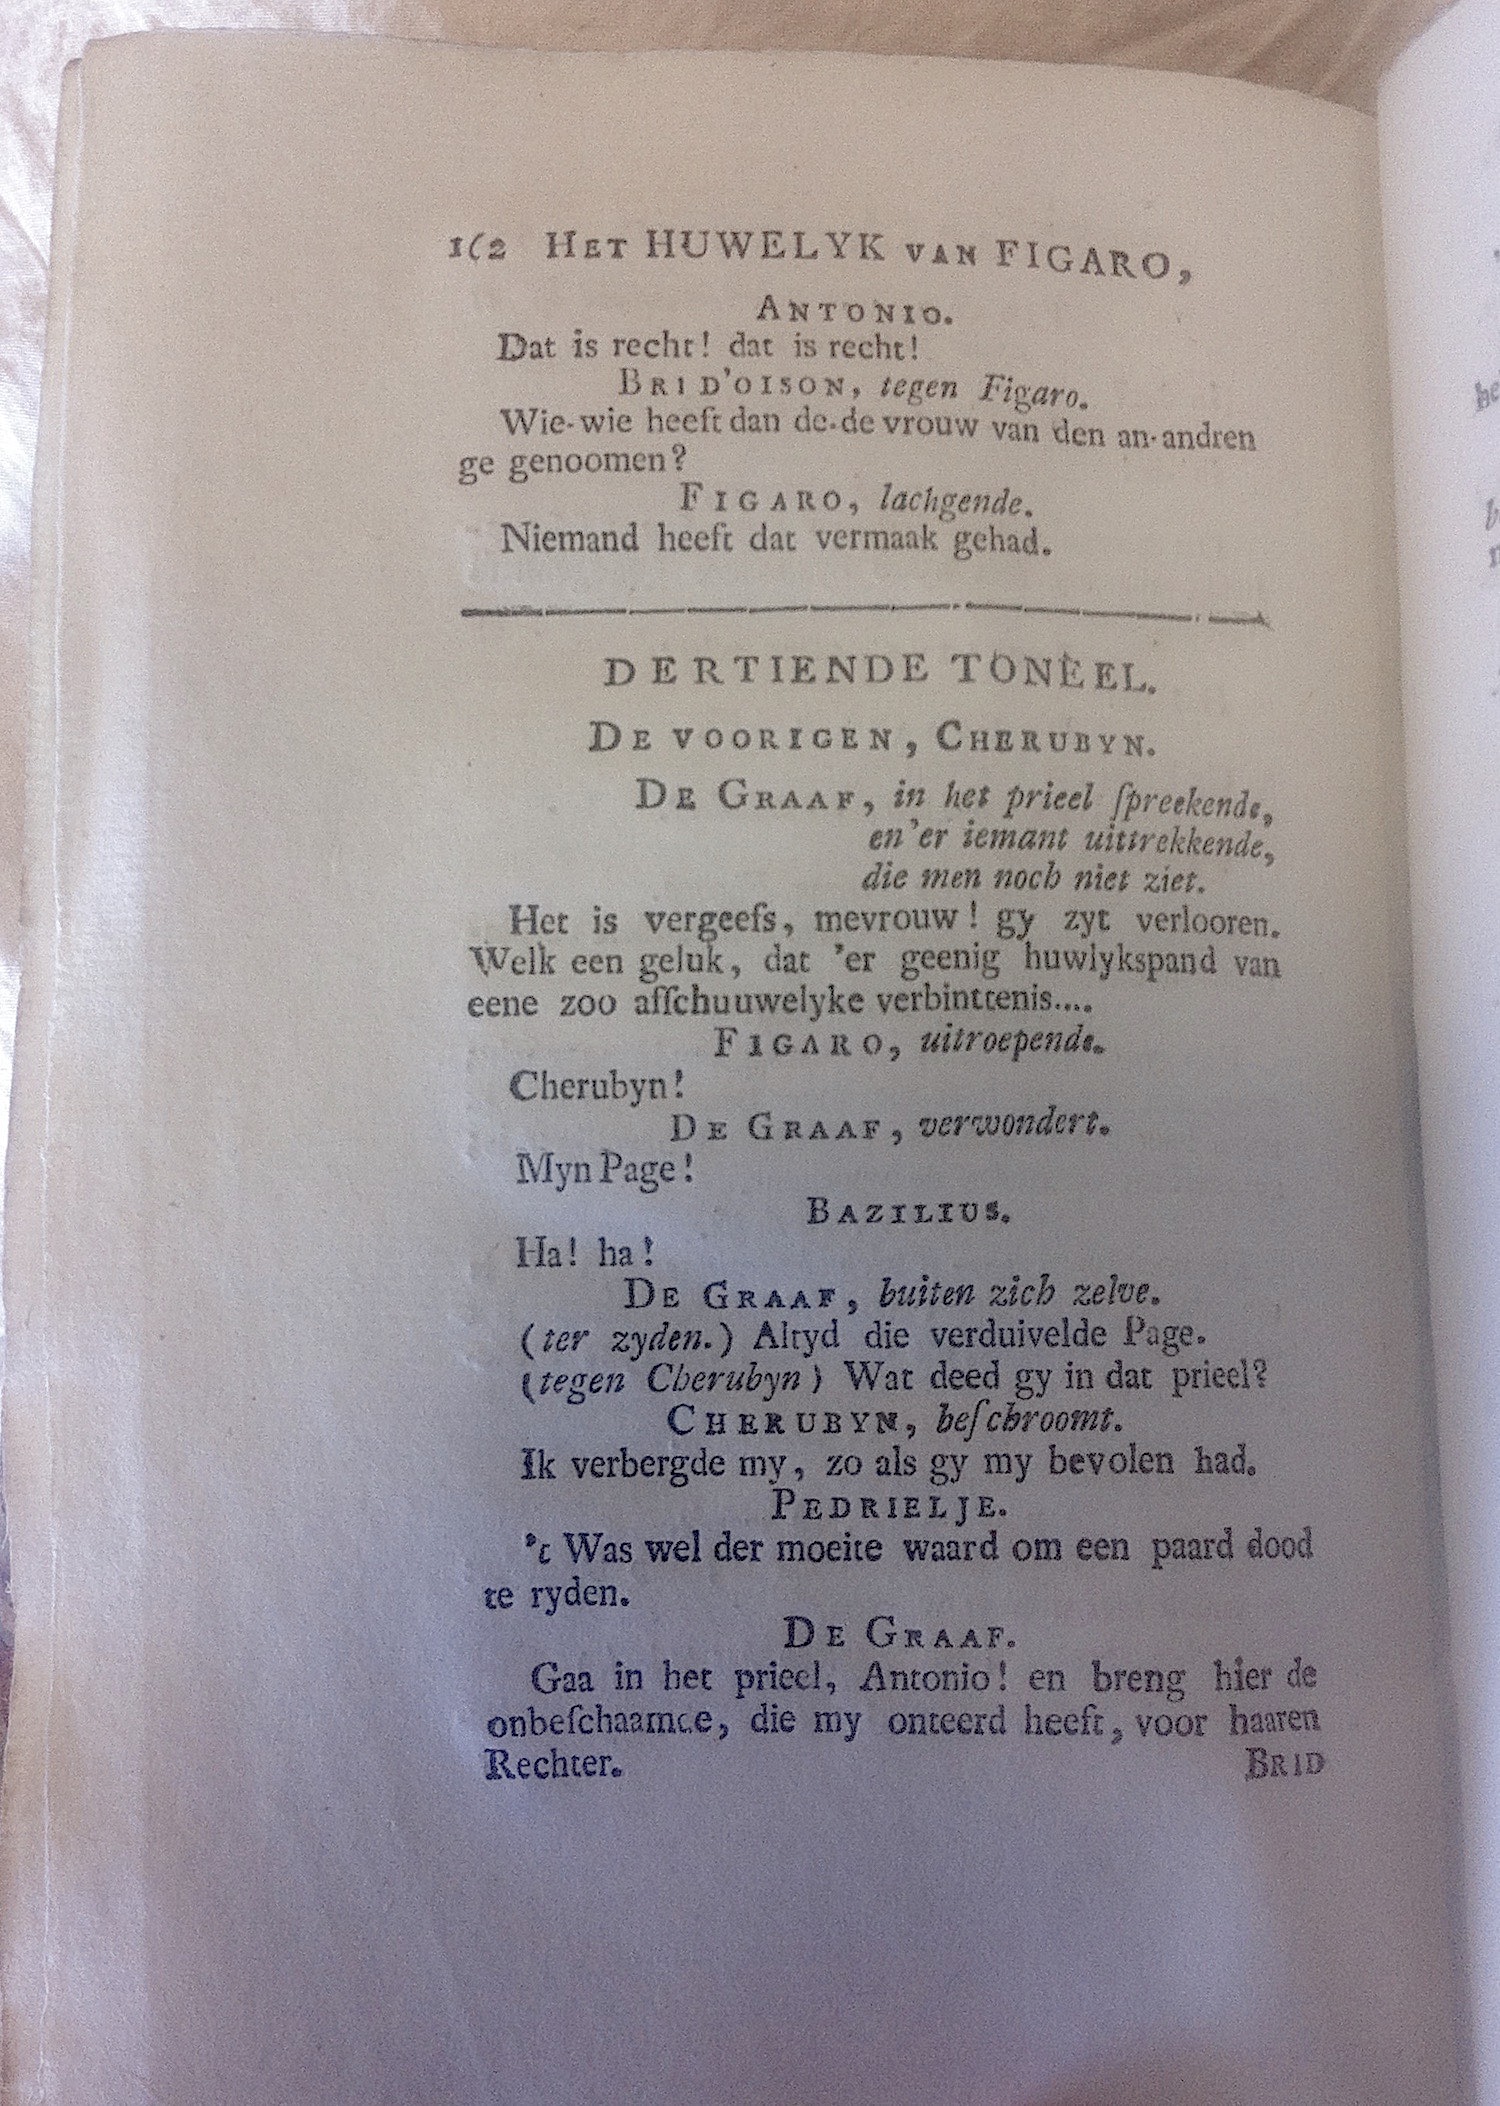 1(2 HET HUWELYK VAN FIGARO,
ANTONIO.
Dat is recht! dat is recht!
BRID'OISON, tegen Figaro.
Wie-wie heeft dan de-de vrouw van den an-andren
ge genoomen?
FIGARO, lachgende.
Niemand heeft dat vermaak gehad.
DERTIENDE TONEEL.
DE VOORIGEN, CHERUBYN.
DE GRAAF, in het prieel ſpreekende,
en 'er iemant uittrekkende,
die men noch niet ziet.
Het is vergeefs, mevrouw! gy zyt verlooren.
Welk een geluk, dat 'er geenig huwlykspand van
eene zoo afſchuuwelyke verbinttenis....
FIGARO, uitroepende.
Cherubyn!
DE GRAAF, verwondert.
Myn Page!
BAZILIUS.
Ha! ha!
DE GRAAF, buiten zich zelve.
(ter zyden.) Altyd die verduivelde Page.
(tegen Cherubyn) Wat deed gy in dat prieel?
CHERUBYN, beſchroomt.
Ik verbergde my, zo als gy my bevolen had.
PEDRIELJE.
't Was wel der moeite waard om een paard dood
te ryden.
DE GRAAF.
Gaa in het prieel, Antonio! en breng hier de
onbeſchaamte, die my onteerd heeft, voor haaren
Rechter.
BRID